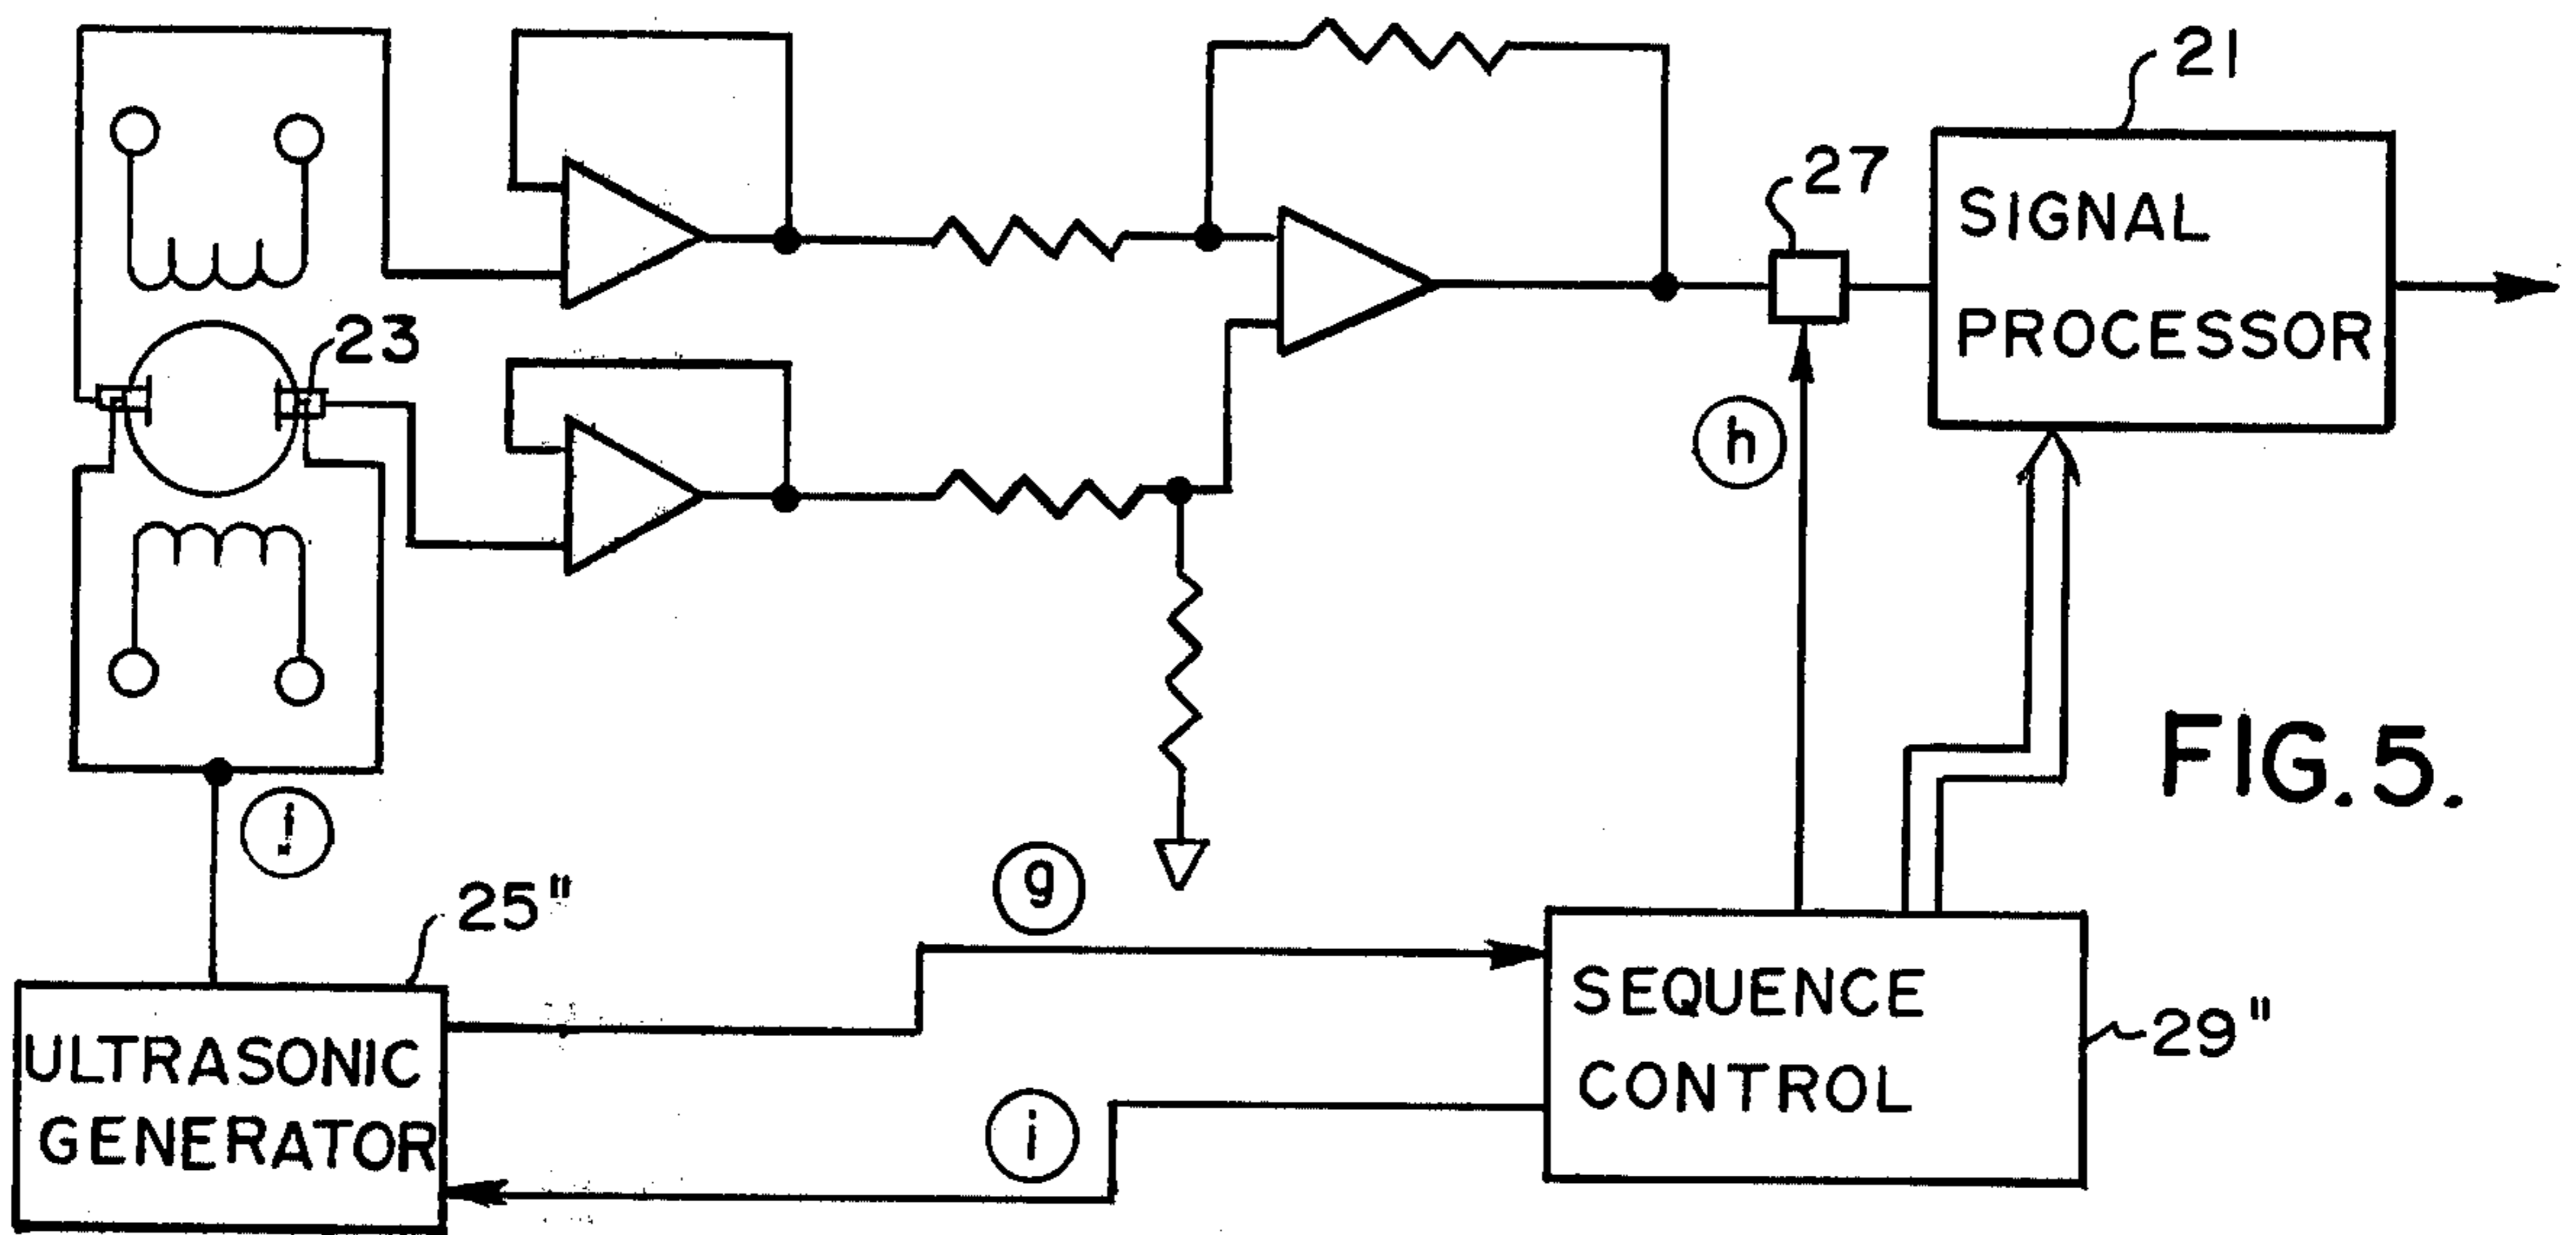 21
27
SIGNAL
PROCESSOR
23
h
FIG. 5.
f
25"
g
SEQUENCE
CONTROL
29"
ULTRASONIC
GENERATOR
i